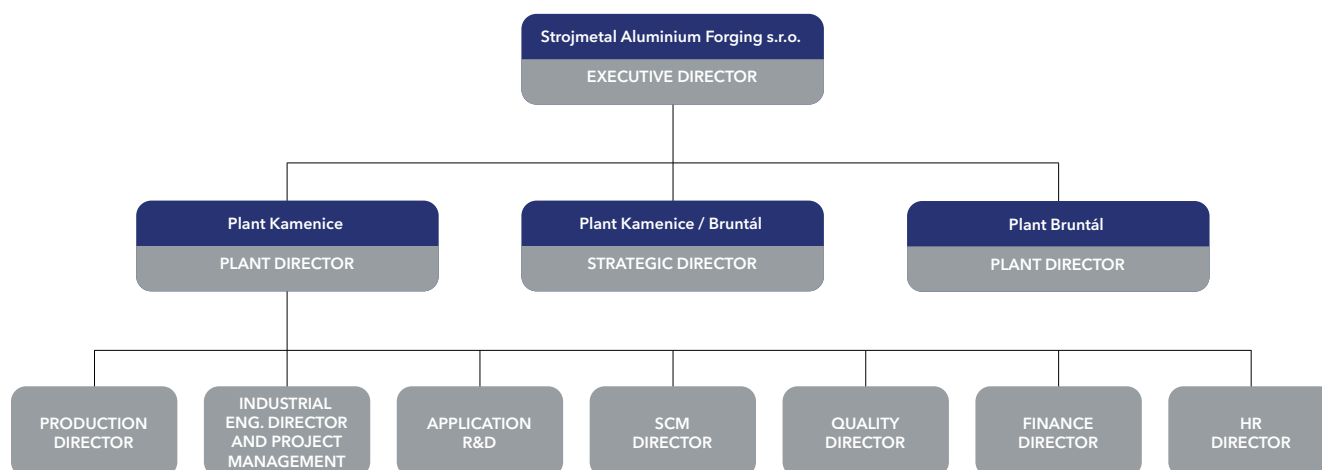 Strojmetal Aluminium Forging s.r.o.
EXECUTIVE DIRECTOR
Plant Kamenice
PLANT DIRECTOR
Plant Kamenice / Bruntál
STRATEGIC DIRECTOR
Plant Bruntál
PLANT DIRECTOR
PRODUCTION
DIRECTOR
INDUSTRIAL
ENG. DIRECTOR
AND PROJECT
MANAGEMENT
APPLICATION
R&D
SCM
DIRECTOR
QUALITY
DIRECTOR
FINANCE
DIRECTOR
HR
DIRECTOR